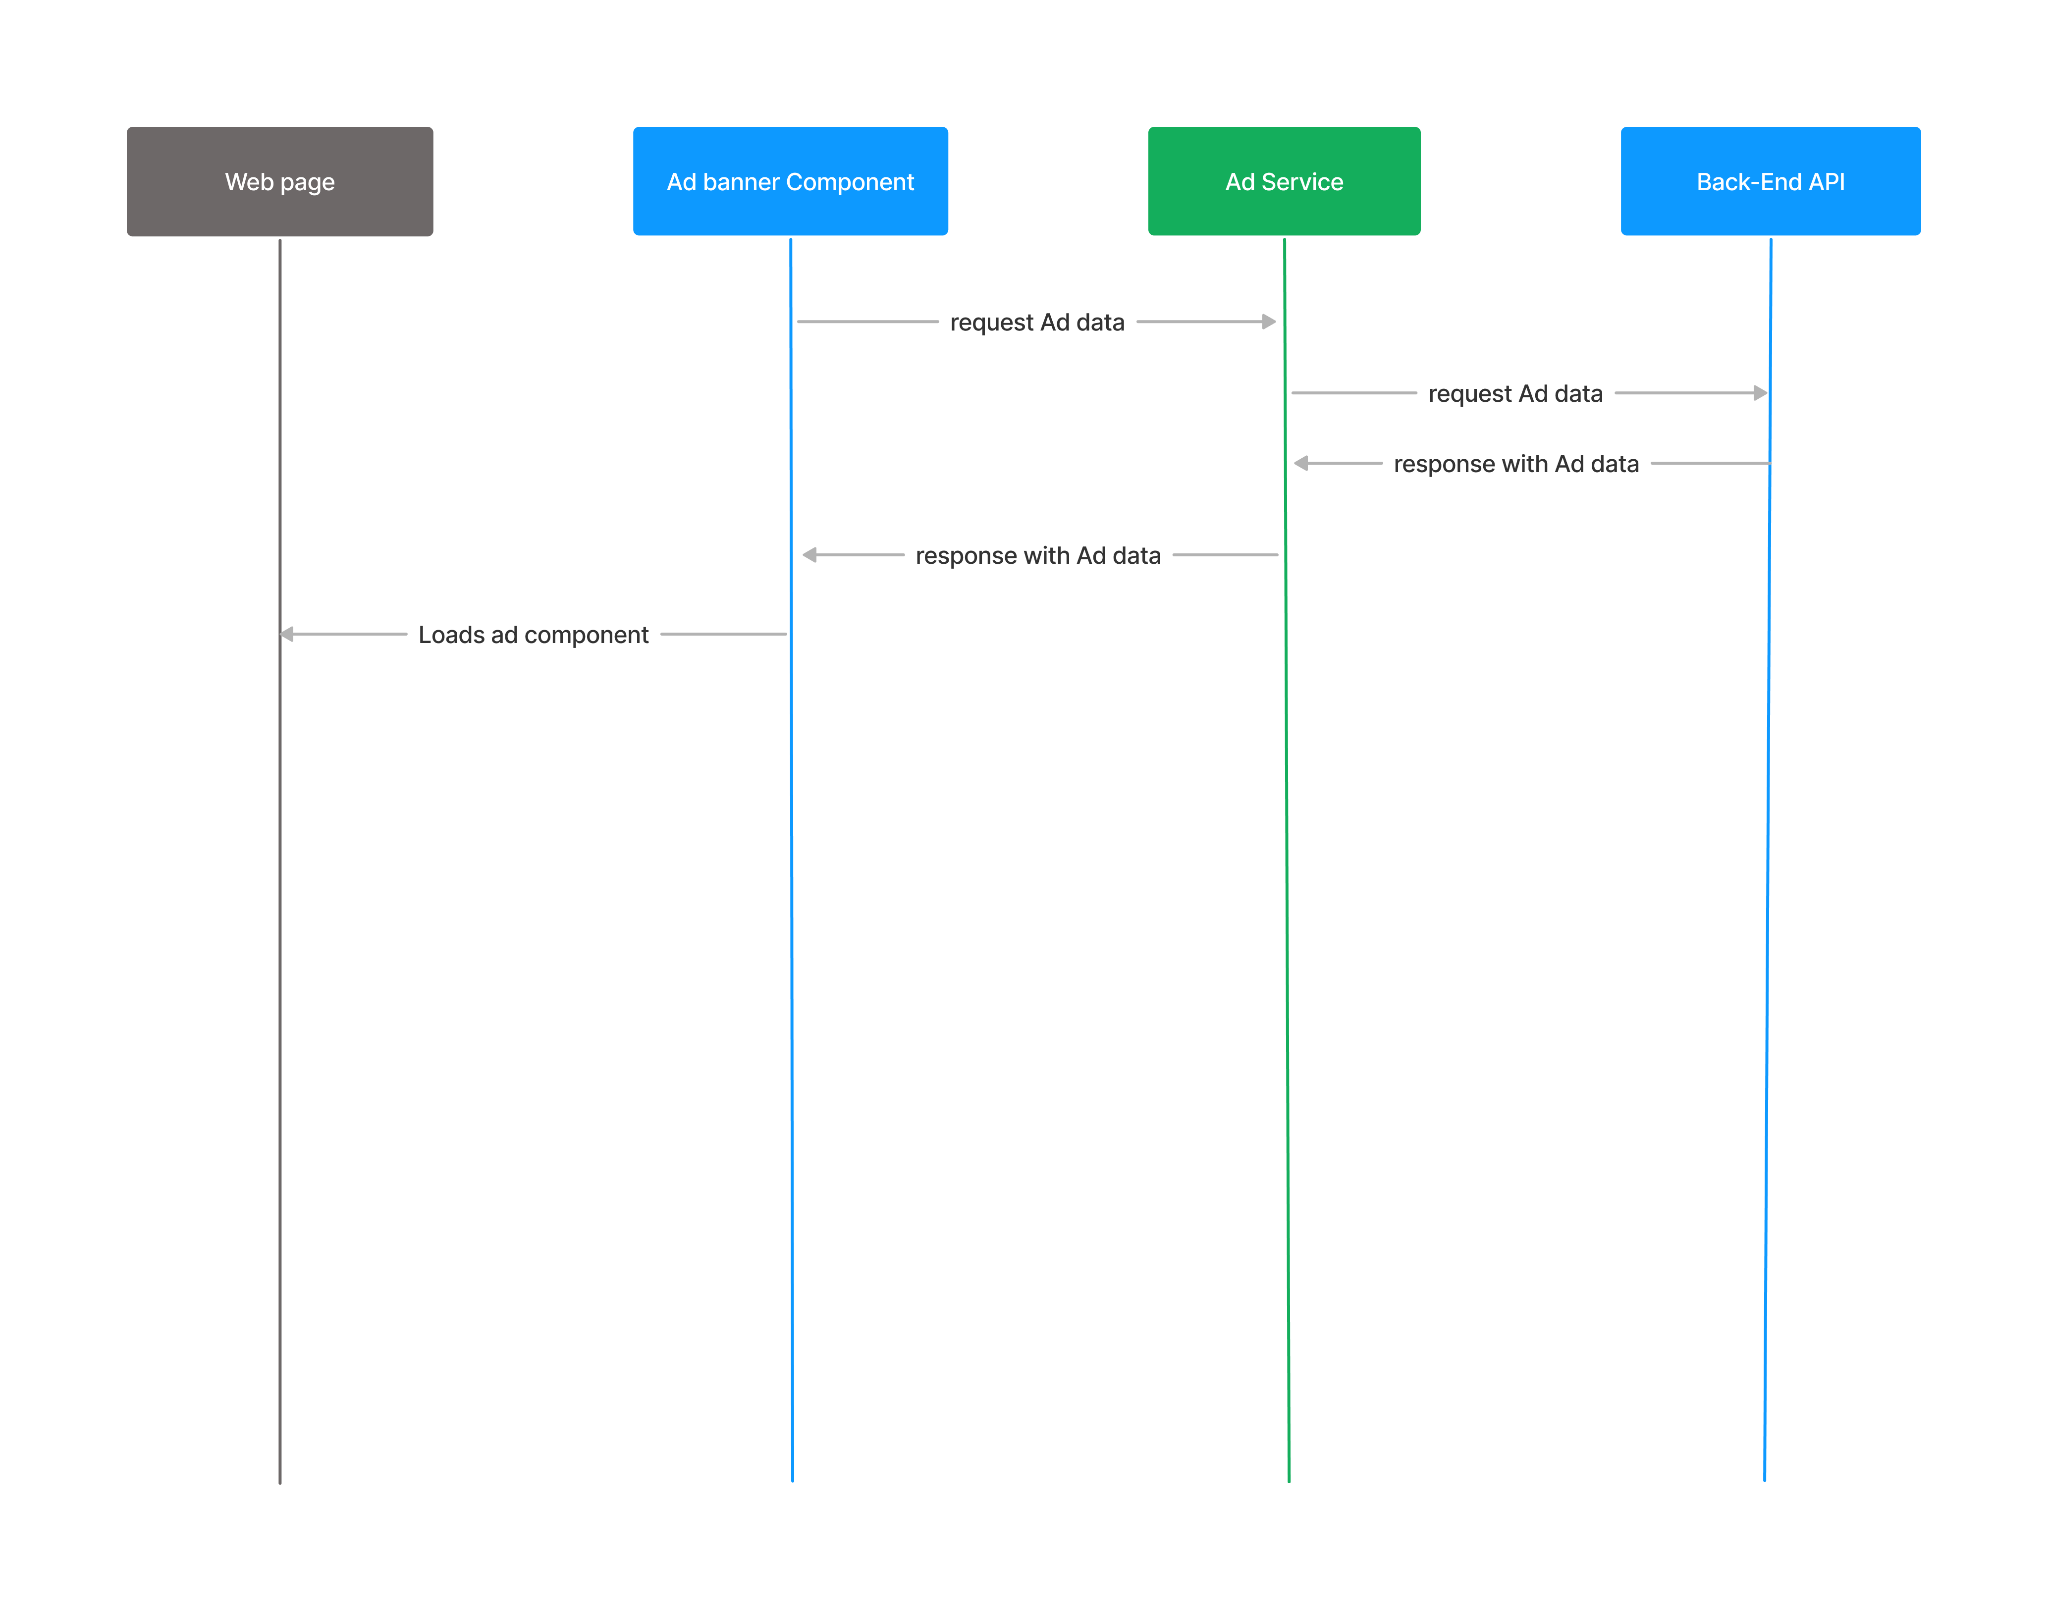 Web page
Ad banner Component
Ad Service
Back-End API
request Ad data
request Ad data
response with Ad data
response with Ad data
Loads ad component